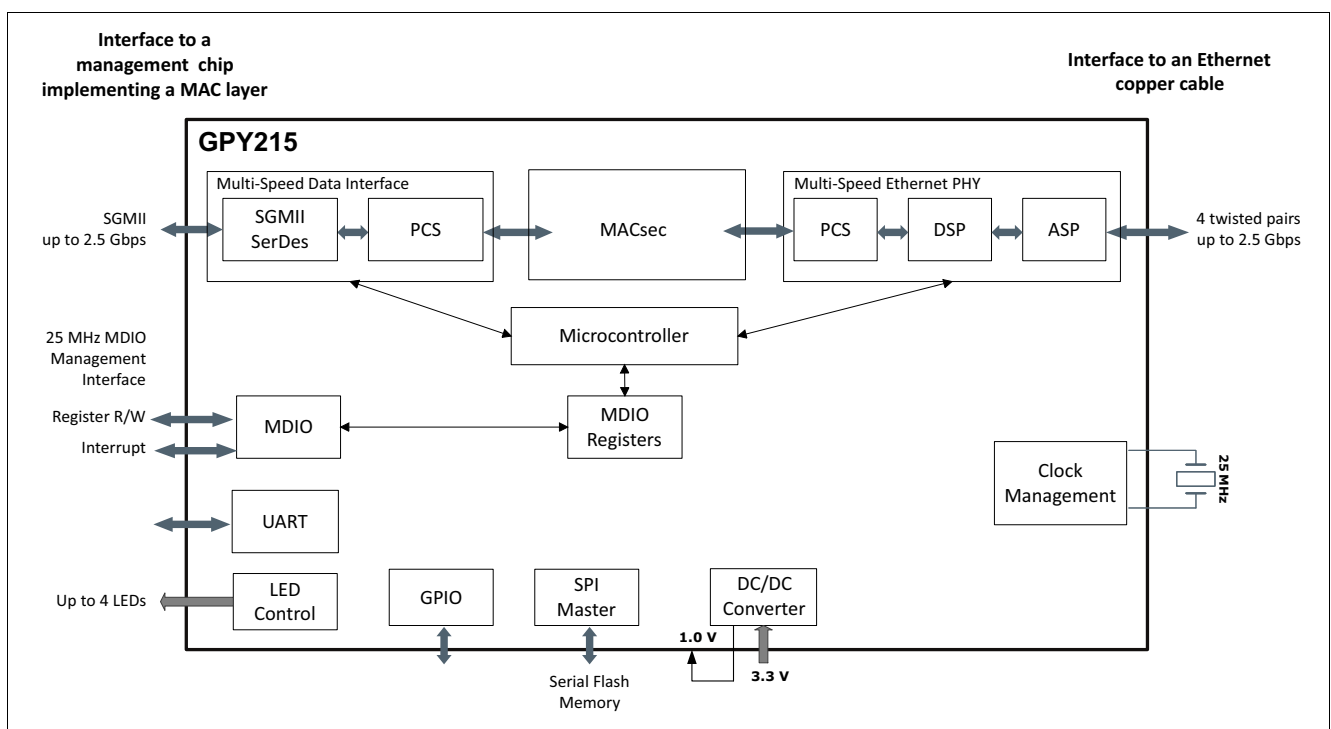 Interface to a
management chip
implementing a MAC layer
Interface to an Ethernet
copper cable
GPY215
Multi-Speed Data Interface
SGMII
SerDes
PCS
MACsec
Multi-Speed Ethernet PHY
PCS
DSP
ASP
SGMII
up to 2.5 Gbps
4 twisted pairs
up to 2.5 Gbps
Microcontroller
25 MHz MDIO
Management
Interface
Register R/W
Interrupt
MDIO
MDIO
Registers
Clock
Management
25 MHz
UART
Up to 4 LEDs
LED
Control
GPIO
SPI
Master
DC/DC
Converter
1.0 V
3.3 V
Serial Flash
Memory